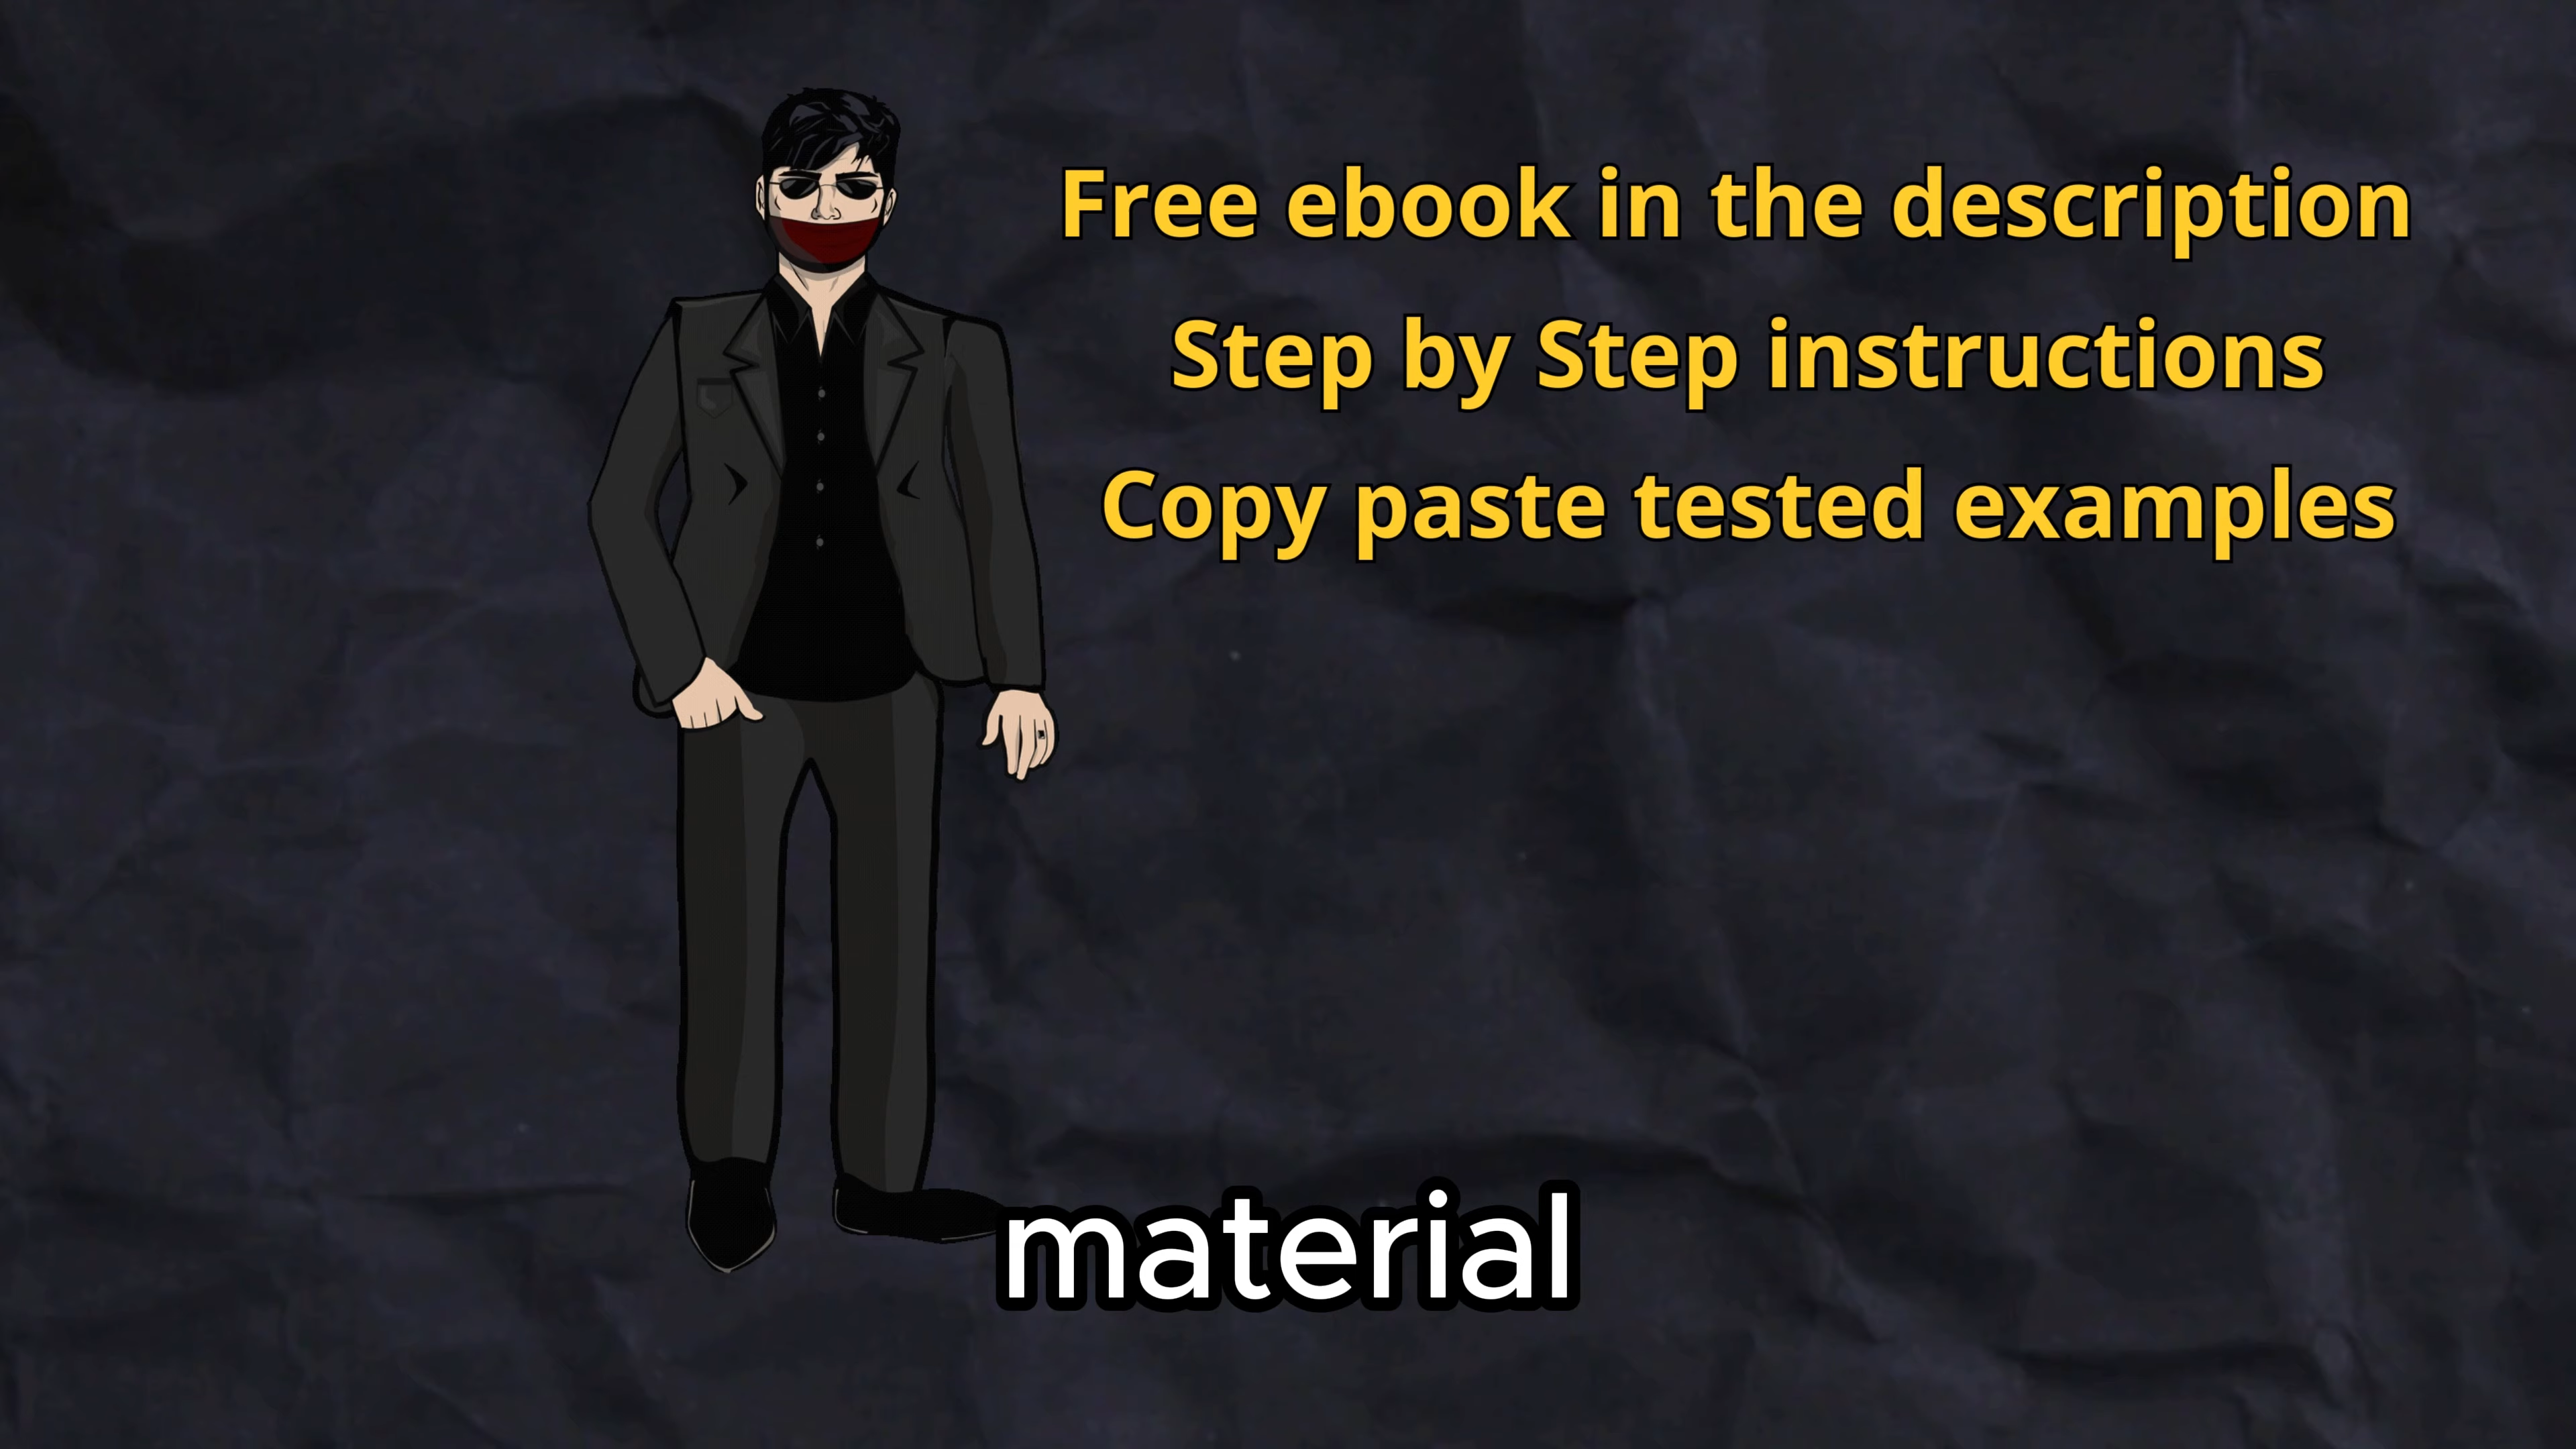 Free ebook in the description
Step by Step instructions
Copy paste tested examples
material